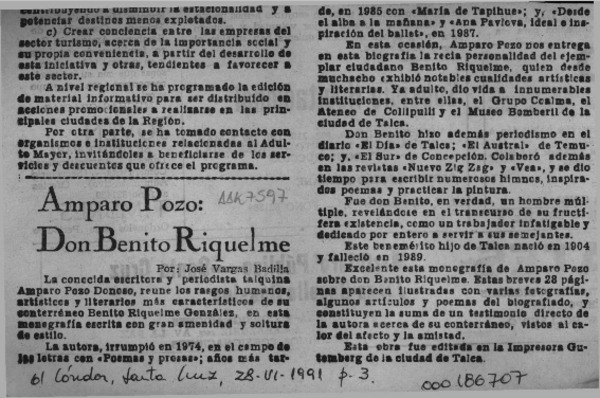 contribuyendo a disminuir la estacionalidad y a
potenciar destinos menos explotados.
c) Crear conciencia entre las empresas del
sector turismo, acerca de la importancia social y
su propia conveniencia, a partir del desarrollo de
esta iniciativa y otras, tendientes a favorecer a
este sector.
A nivel regional se ha programado la edición
de material informativo para ser distribuido en
acciones promocionales a realizarse en las prin-
cipales ciudades de la Región.
Por otra parte, se ha tomado contacto con
organismos e instituciones relacionadas al Adul-
to Mayor, invitándoles a beneficiarse de los ser-
vicios y descuentos que ofrece el programa.
AAK7597
Amparo Pozo:
Don Benito Riquelme
Por: José Vargas Badilla
La conocida escritora y periodista talquina
Amparo Pozo Donoso, reune los rasgos humanos,
artísticos y literarios más característicos de su
conterráneo Benito Riquelme González, en esta
monografía escrita con gran amenidad y soltura
de estilo.
La autora, irrumpió en 1974, en el campo de
las letras con «Poemas y prosas»; años más tar-
de, en 1985 con «María de Tapihue»; y, «Desde
el alba a la mañana» y «Ana Pavlova, ideal e ins-
piración del ballet», en 1987.
En esta ocasión, Amparo Pozo nos entrega
en esta biografía la recia personalidad del ejem-
plar ciudadano Benito Riquelme, quien desde
muchacho exhibió notables cualidades artísticas
y literarias. Ya adulto, dio vida a innumerables
instituciones, entre ellas, el Grupo Ccalma, el
Ateneo de Collipulli y el Museo Bomberil de la
ciudad de Talca.
Don Benito hizo además periodismo en el
diario «El Día» de Talca; «El Austral» de Temu-
co; y, «El Sur» de Concepción. Colaboró además
en las revistas «Nuevo Zig Zag» y «Vea», y se dio
tiempo para escribir numerosos himnos, inspira-
dos poemas y practicar la pintura.
Fue don Benito, en verdad, un hombre múl-
tiple, revelándose en el transcurso de su fructí-
fera existencia, como un trabajador infatigable y
dedicado por entero a servir a sus semejantes.
Este benemérito hijo de Talca nació en 1904
y falleció en 1989.
Excelente esta monografía de Amparo Pozo
sobre don Benito Riquelme. Estas breves 28 pági-
nas aparecen ilustradas con varias fotografías,
algunos artículos y poemas del biografiado, y
constituyen la suma de un testimonio directo de
la autora acerca de su conterráneo, vistos al ca-
lor del afecto y la amistad.
Esta obra fue editada en la Impresora Gu-
temberg de la ciudad de Talca.
El Cóndor, Santa Cruz, 28-VI-1991 p. 3.
000186707